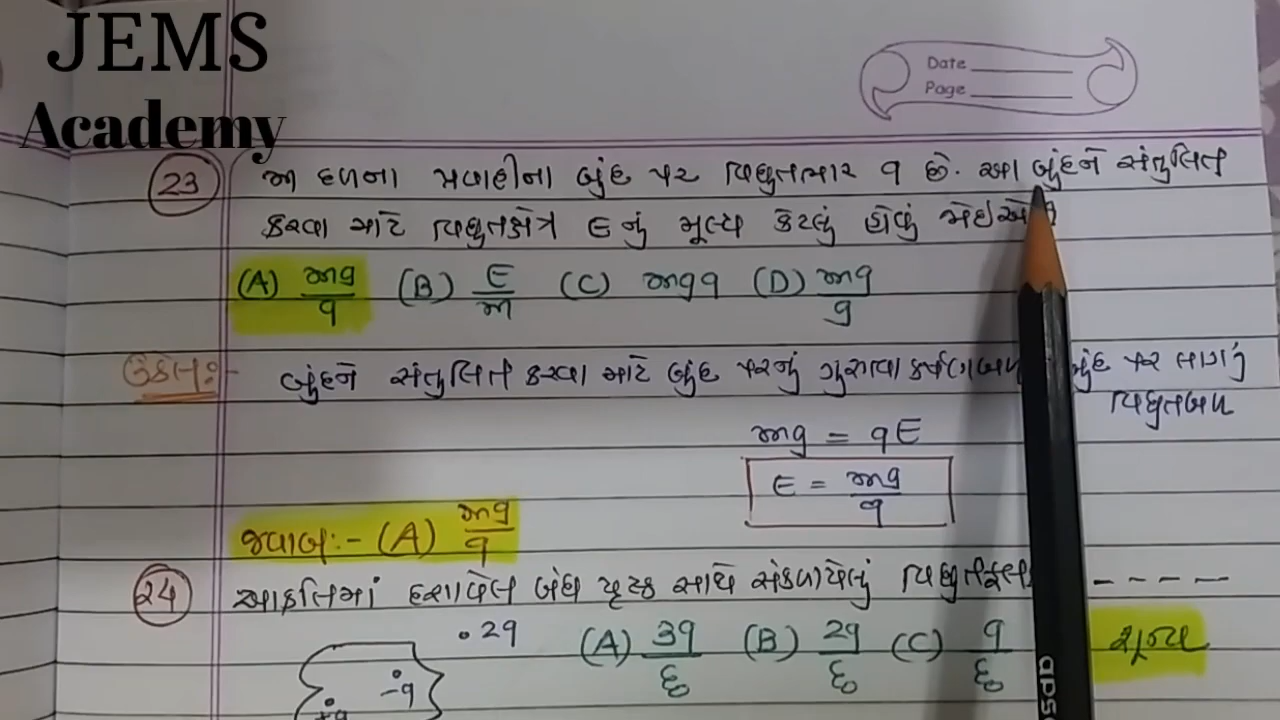 JEMS
Academy
Date
Page
23 m દળના પ્રવાહીના બુંદ પર વિદ્યુતભાર q છે. આ બુંદને સંતુલિત
કરવા માટે વિદ્યુતક્ષેત્ર E નું મૂલ્ય કેટલું હોવું
(A) mg/q (B) E/m (C) mgq (D) mq/g
ઉકેલ:- બુંદને સંતુલિત કરવા માટે બુંદ પરનું ગુરુત્વાકર્ષણબળ બુંદ પર લાગતું
વિદ્યુતબળ
mg = qE
E = mg/q
જવાબ:- (A) mg/q
24 આકૃતિમાં દર્શાવેલ બંધ પૃષ્ઠ સાથે સંકળાયેલું ----
.2q (A) 3q/ε₀ (B) 2q/ε₀ (C) q/ε₀ શૂન્ય
-q
+q